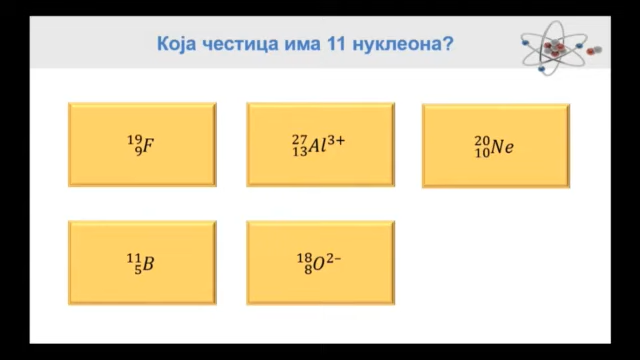 Која честица има 11 нуклеона?
¹⁹₉F
²⁷₁₃Al³⁺
²⁰₁₀Ne
¹¹₅B
¹⁸₈O²⁻